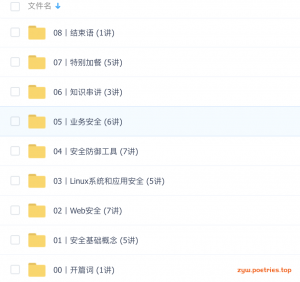 文件名
08丨结束语 (1讲)
07丨特别加餐 (5讲)
06丨知识串讲 (3讲)
05丨业务安全 (6讲)
04丨安全防御工具 (7讲)
03丨Linux系统和应用安全 (5讲)
02丨Web安全 (7讲)
01丨安全基础概念 (5讲)
00丨开篇词 (1讲)
zyw.poetries.top